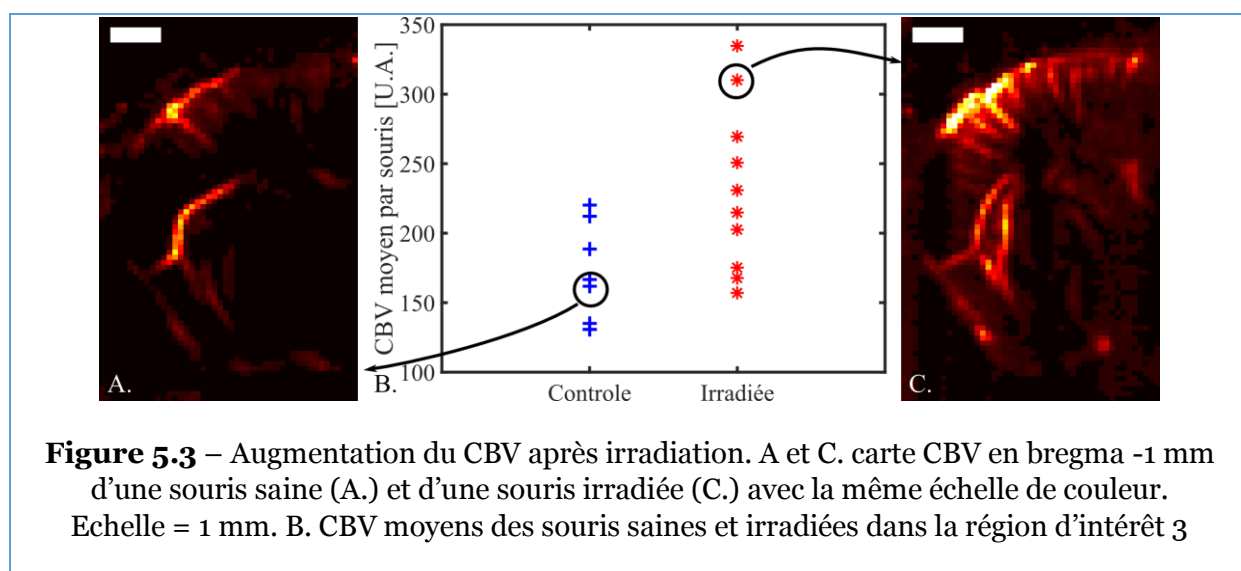 350
300
250
200
150
100
CBV moyen par souris [U.A.]
Controle
Irradiée
A.
B.
C.
Figure 5.3 – Augmentation du CBV après irradiation. A et C. carte CBV en bregma -1 mm
d’une souris saine (A.) et d’une souris irradiée (C.) avec la même échelle de couleur.
Echelle = 1 mm. B. CBV moyens des souris saines et irradiées dans la région d’intérêt 3